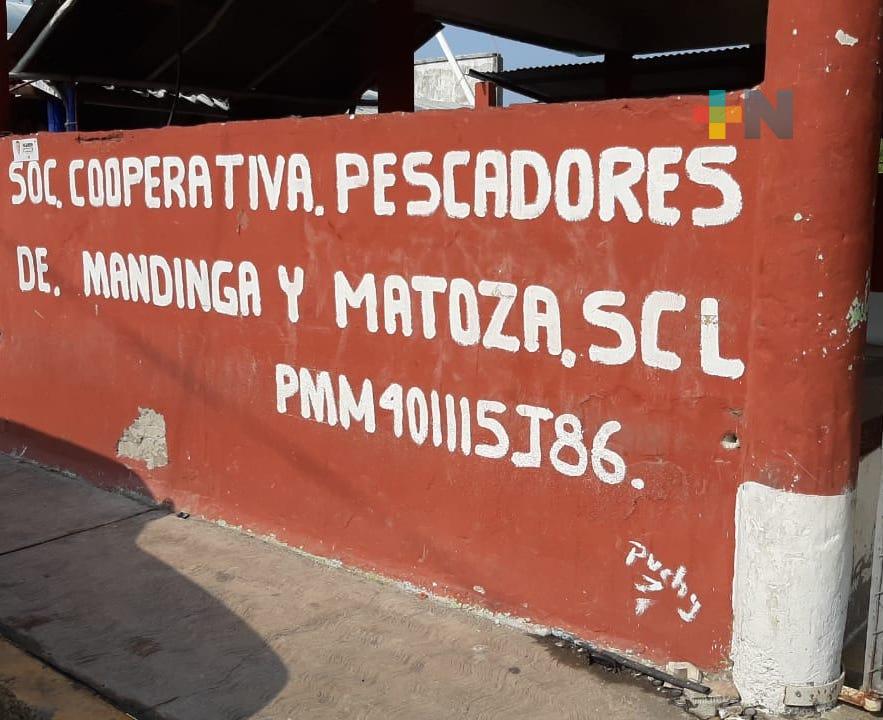 SOC. COOPERATIVA. PESCADORES
DE. MANDINGA Y MATOZA. SCL
PMM401115J86.
Puchy
+N